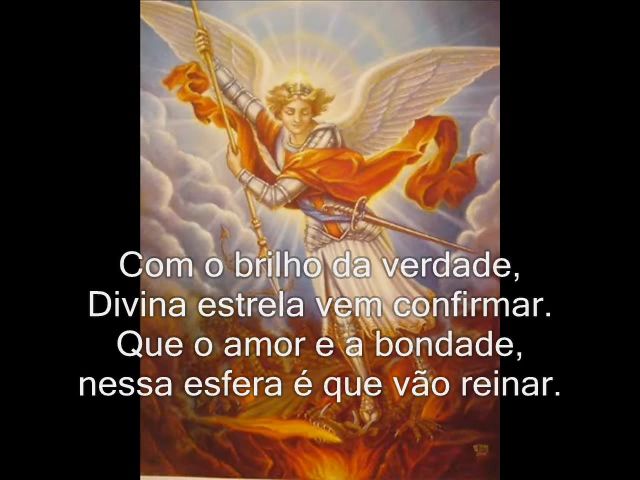 Com o brilho da verdade,
Divina estrela vem confirmar.
Que o amor e a bondade,
nessa esfera é que vão reinar.